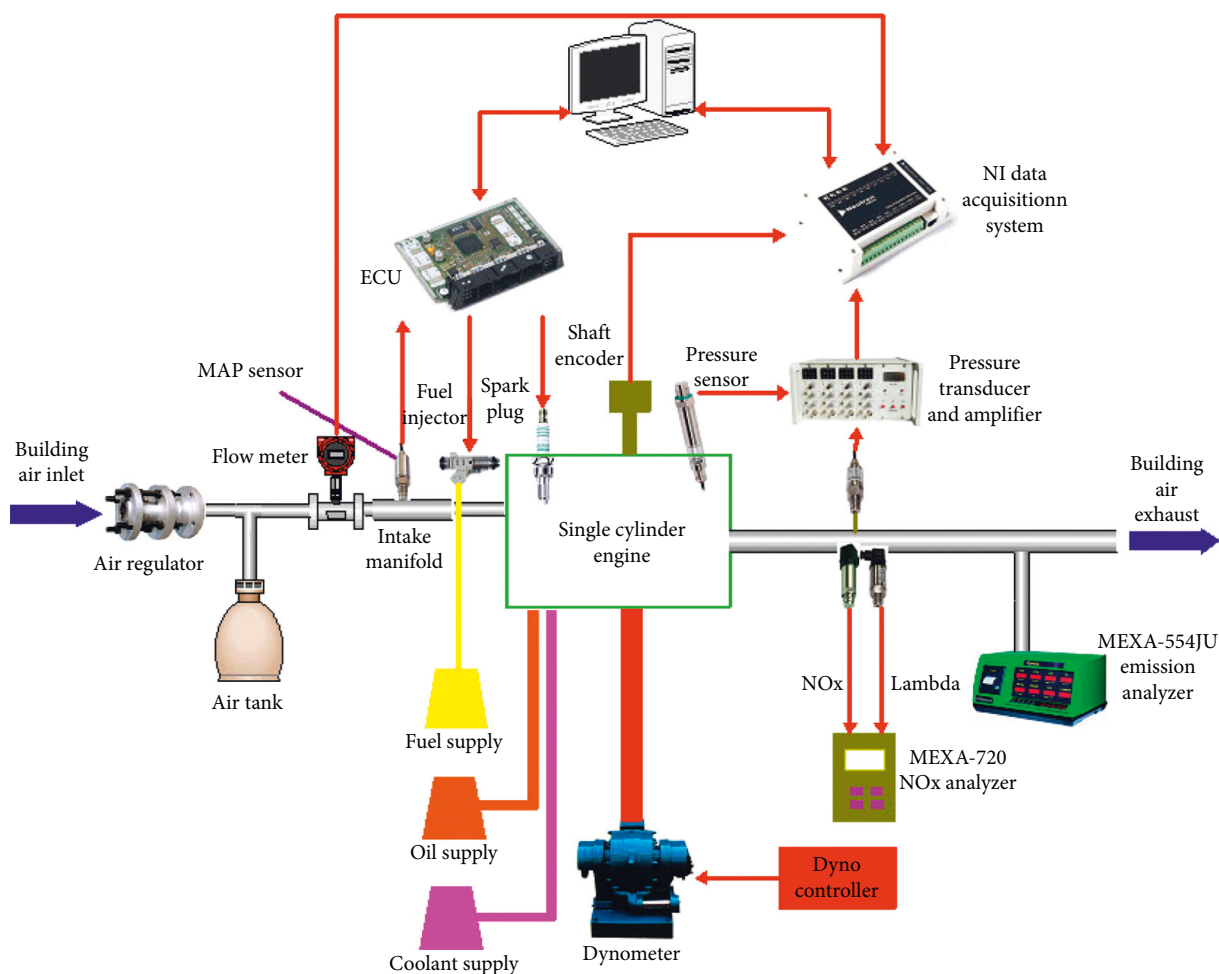 NI data
acquisitionn
system
ECU
MAP sensor
Fuel
injector
Spark
plug
Shaft
encoder
Pressure
sensor
Pressure
transducer
and amplifier
Building
air inlet
Flow meter
Building
air
exhaust
Air regulator
Intake
manifold
Single cylinder
engine
Air tank
NOx
Lambda
MEXA-554JU
emission
analyzer
Fuel supply
MEXA-720
NOx analyzer
Oil supply
Dyno
controller
Coolant supply
Dynometer